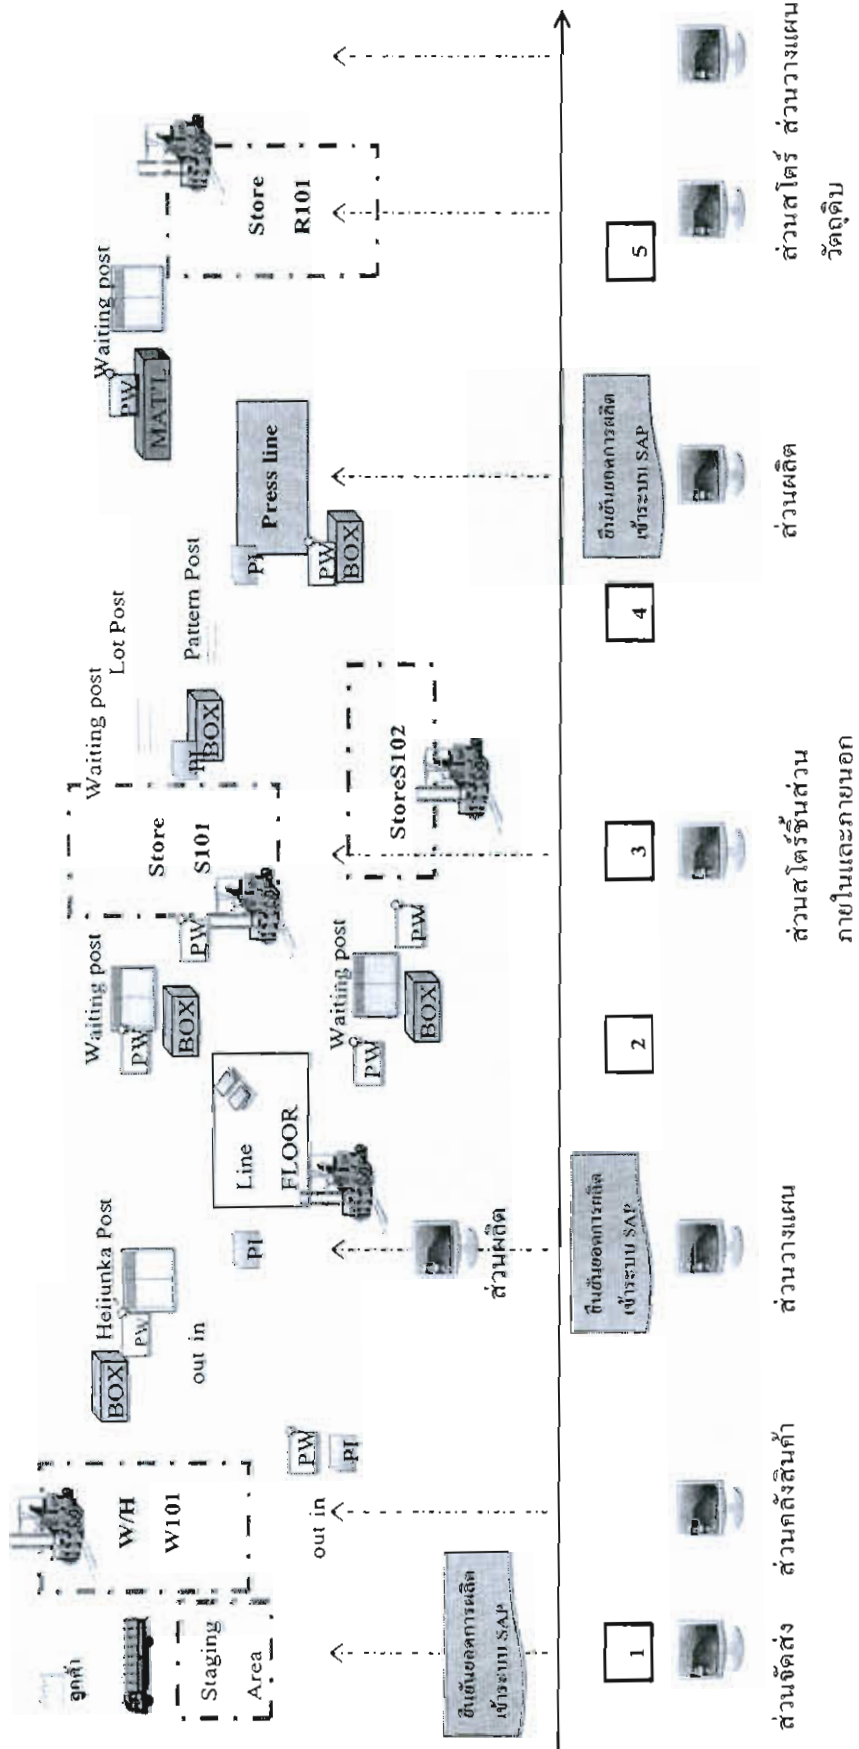 ลูกค้า
Staging
Area
W/H
W101
out in
PW
PI
BOX
Heijunka Post
PW
out in
PI
Line
FLOOR
ส่วนผลิต
Waiting post
PW
BOX
PW
Store
S101
Waiting post
PW
BOX
PW
StoreS102
Waiting post
Lot Post
PI
BOX
Pattern Post
PI
Press line
PW
BOX
Waiting post
PW
MAT'L
Store
R101
ยืนยันยอดการผลิต
เข้าระบบ SAP
ยืนยันยอดการผลิต
เข้าระบบ SAP
ยืนยันยอดการผลิต
เข้าระบบ SAP
1
2
3
4
5
ส่วนจัดส่ง
ส่วนคลังสินค้า
ส่วนวางแผน
ส่วนสโตร์ชิ้นส่วน
ภายในและภายนอก
ส่วนผลิต
ส่วนสโตร์
วัตถุดิบ
ส่วนวางแผน